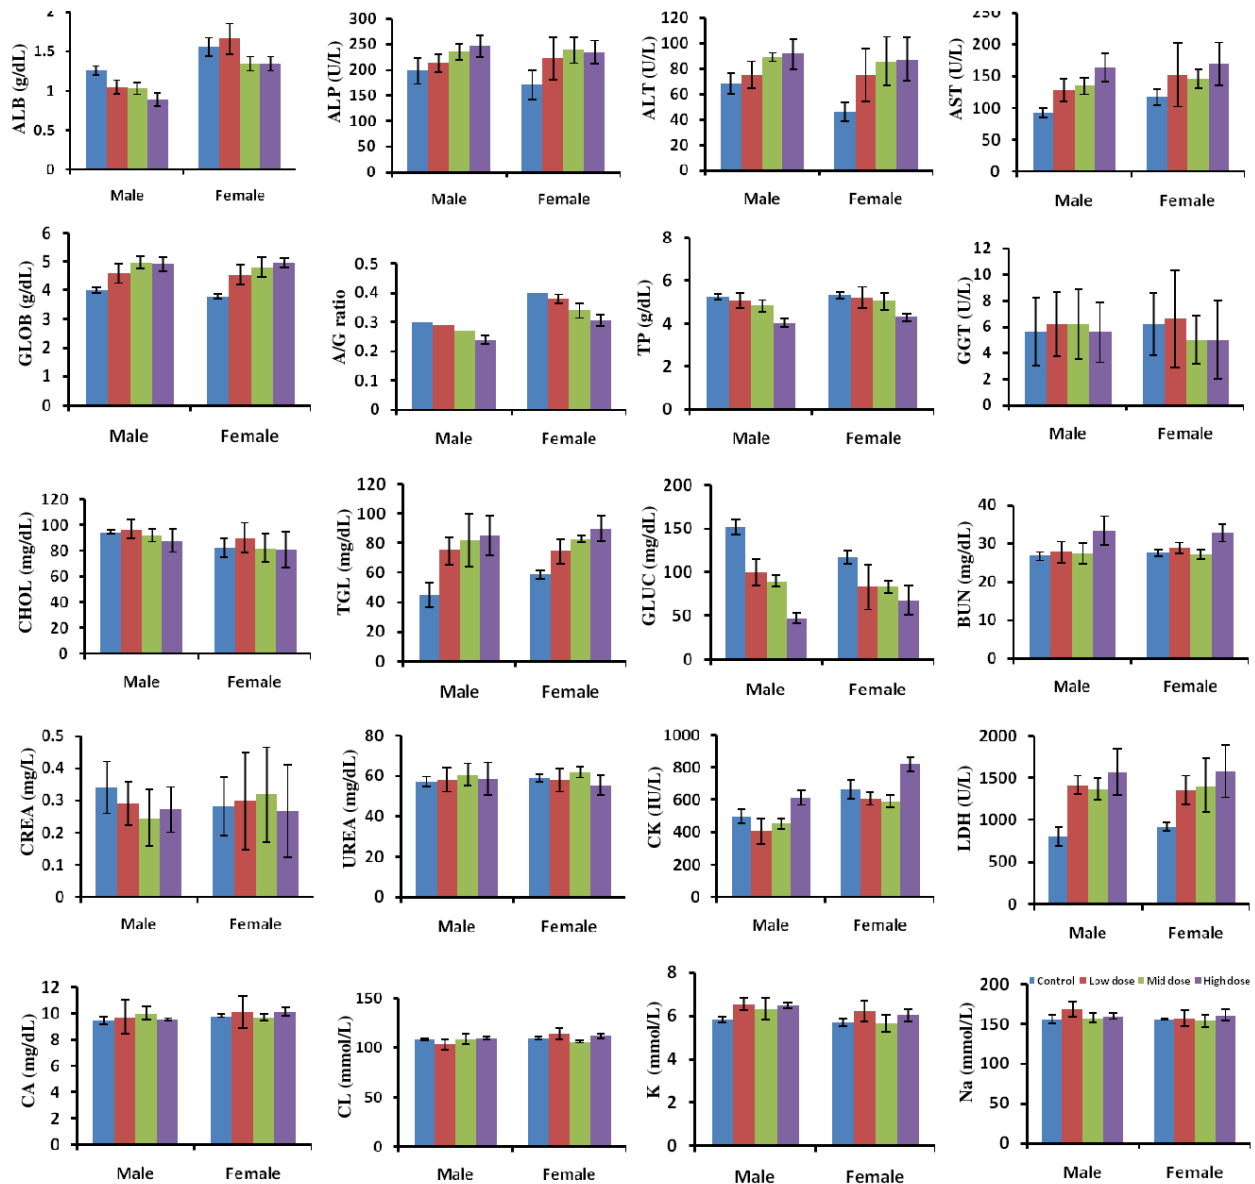 ALB (g/dL)
2
1.5
1
0.5
0
Male Female
ALP (U/L)
300
250
200
150
100
50
0
Male Female
ALT (U/L)
120
100
80
60
40
20
0
Male Female
AST (U/L)
250
200
150
100
50
0
Male Female
GLOB (g/dL)
6
5
4
3
2
1
0
Male Female
A/G ratio
0.5
0.4
0.3
0.2
0.1
0
Male Female
TP (g/dL)
8
6
4
2
0
Male Female
GGT (U/L)
12
10
8
6
4
2
0
Male Female
CHOL (mg/dL)
120
100
80
60
40
20
0
Male Female
TGL (mg/dL)
120
100
80
60
40
20
0
Male Female
GLUC (mg/dL)
200
150
100
50
0
Male Female
BUN (mg/dL)
40
30
20
10
0
Male Female
CREA (mg/L)
0.5
0.4
0.3
0.2
0.1
0
Male Female
UREA (mg/dL)
80
60
40
20
0
Male Female
CK (IU/L)
1000
800
600
400
200
0
Male Female
LDH (U/L)
2000
1500
1000
500
0
Male Female
CA (mg/dL)
12
10
8
6
4
2
0
Male Female
CL (mmol/L)
150
100
50
0
Male Female
K (mmol/L)
8
6
4
2
0
Male Female
Na (mmol/L)
Control Low dose Mid dose High dose
200
150
100
50
0
Male Female